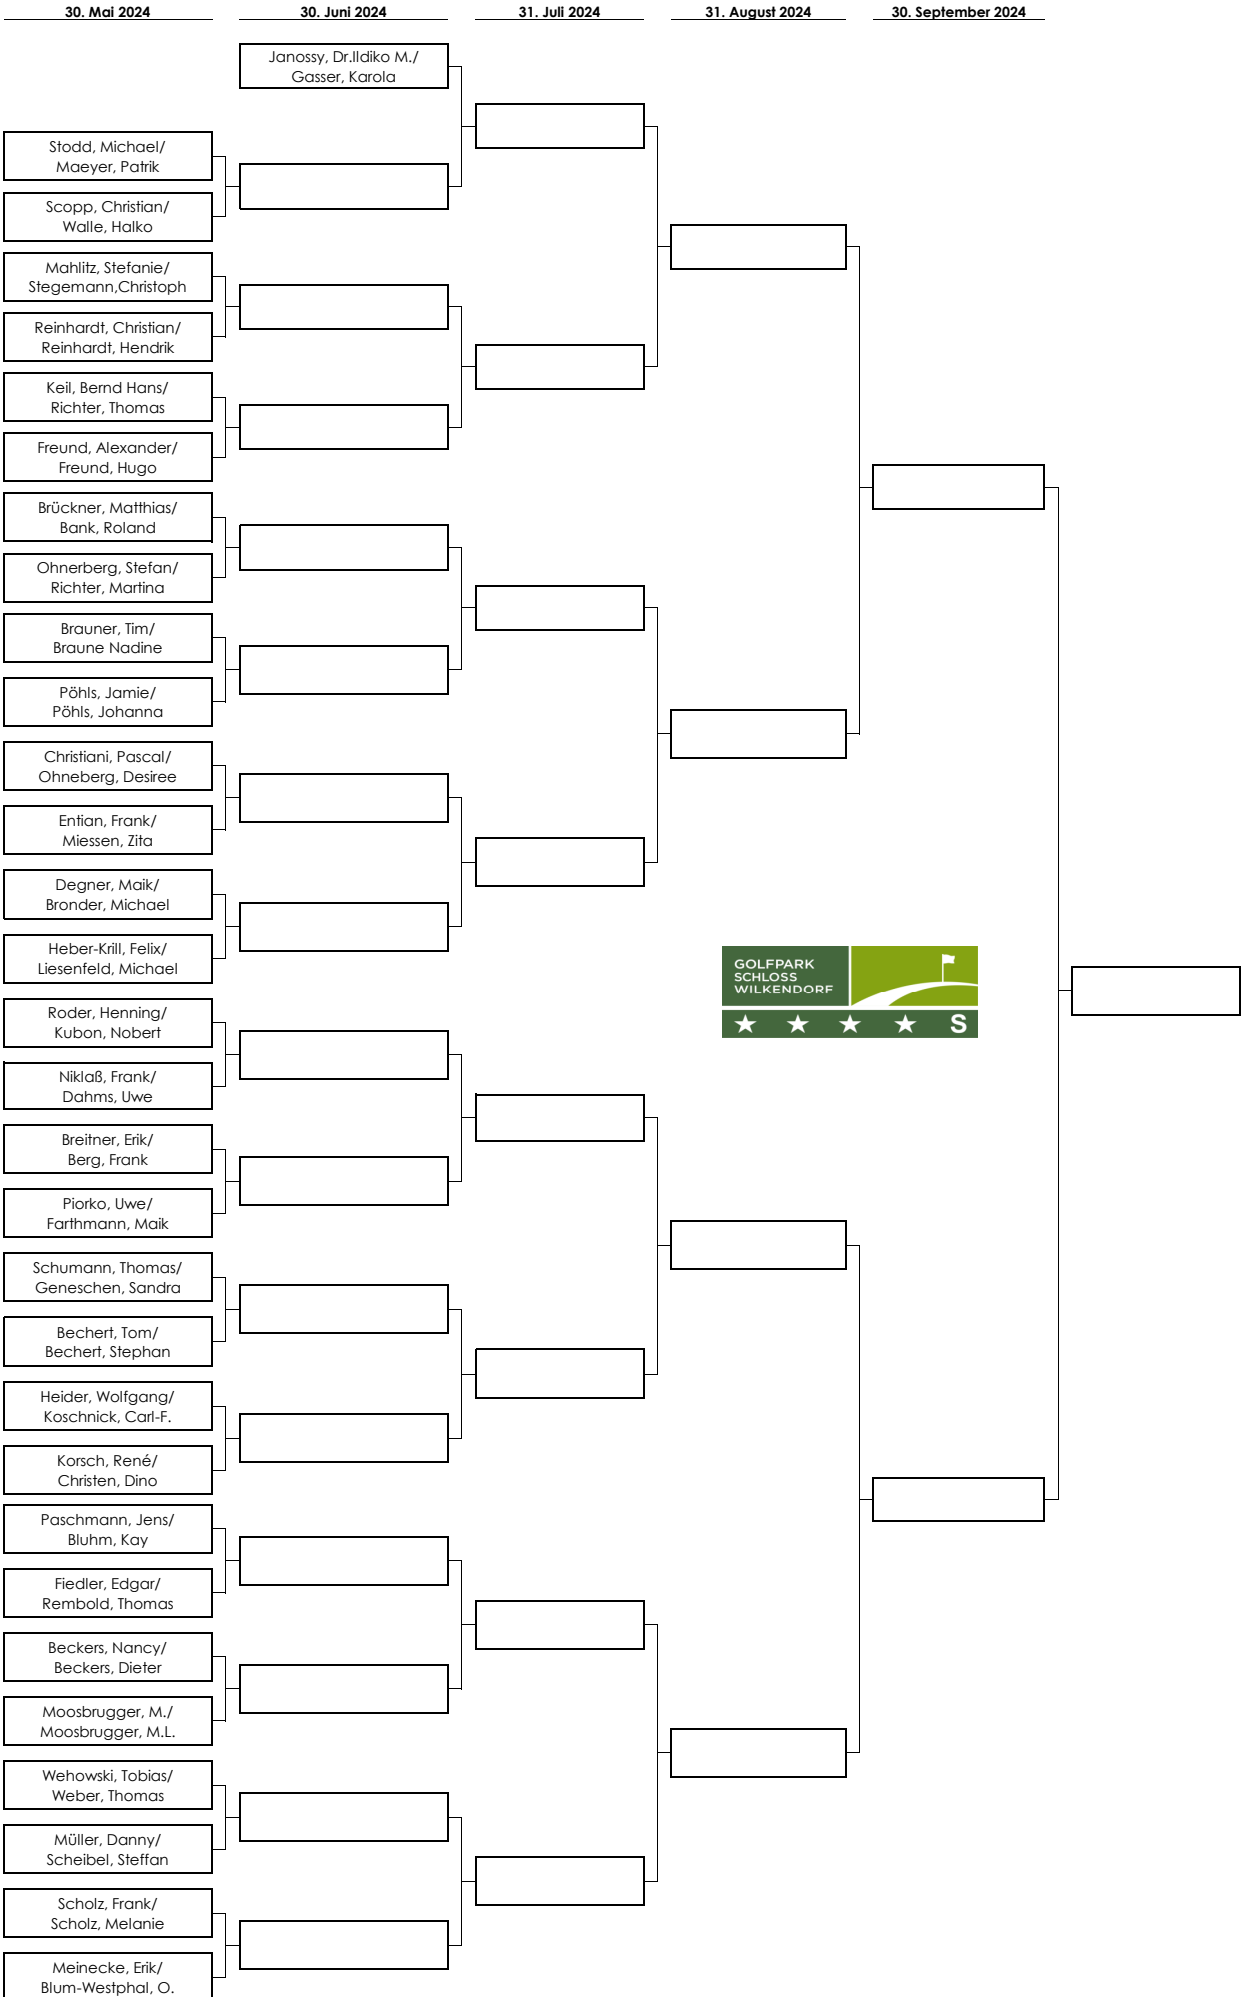 30. Mai 2024
30. Juni 2024
31. Juli 2024
31. August 2024
30. September 2024
Janossy, Dr.Ildiko M./
Gasser, Karola
Stodd, Michael/
Maeyer, Patrik
Scopp, Christian/
Walle, Halko
Mahlitz, Stefanie/
Stegemann,Christoph
Reinhardt, Christian/
Reinhardt, Hendrik
Keil, Bernd Hans/
Richter, Thomas
Freund, Alexander/
Freund, Hugo
Brückner, Matthias/
Bank, Roland
Ohnerberg, Stefan/
Richter, Martina
Brauner, Tim/
Braune Nadine
Pöhls, Jamie/
Pöhls, Johanna
Christiani, Pascal/
Ohneberg, Desiree
Entian, Frank/
Miessen, Zita
Degner, Maik/
Bronder, Michael
Heber-Krill, Felix/
Liesenfeld, Michael
GOLFPARK
SCHLOSS
WILKENDORF
S
Roder, Henning/
Kubon, Nobert
Niklaß, Frank/
Dahms, Uwe
Breitner, Erik/
Berg, Frank
Piorko, Uwe/
Farthmann, Maik
Schumann, Thomas/
Geneschen, Sandra
Bechert, Tom/
Bechert, Stephan
Heider, Wolfgang/
Koschnick, Carl-F.
Korsch, René/
Christen, Dino
Paschmann, Jens/
Bluhm, Kay
Fiedler, Edgar/
Rembold, Thomas
Beckers, Nancy/
Beckers, Dieter
Moosbrugger, M./
Moosbrugger, M.L.
Wehowski, Tobias/
Weber, Thomas
Müller, Danny/
Scheibel, Steffan
Scholz, Frank/
Scholz, Melanie
Meinecke, Erik/
Blum-Westphal, O.